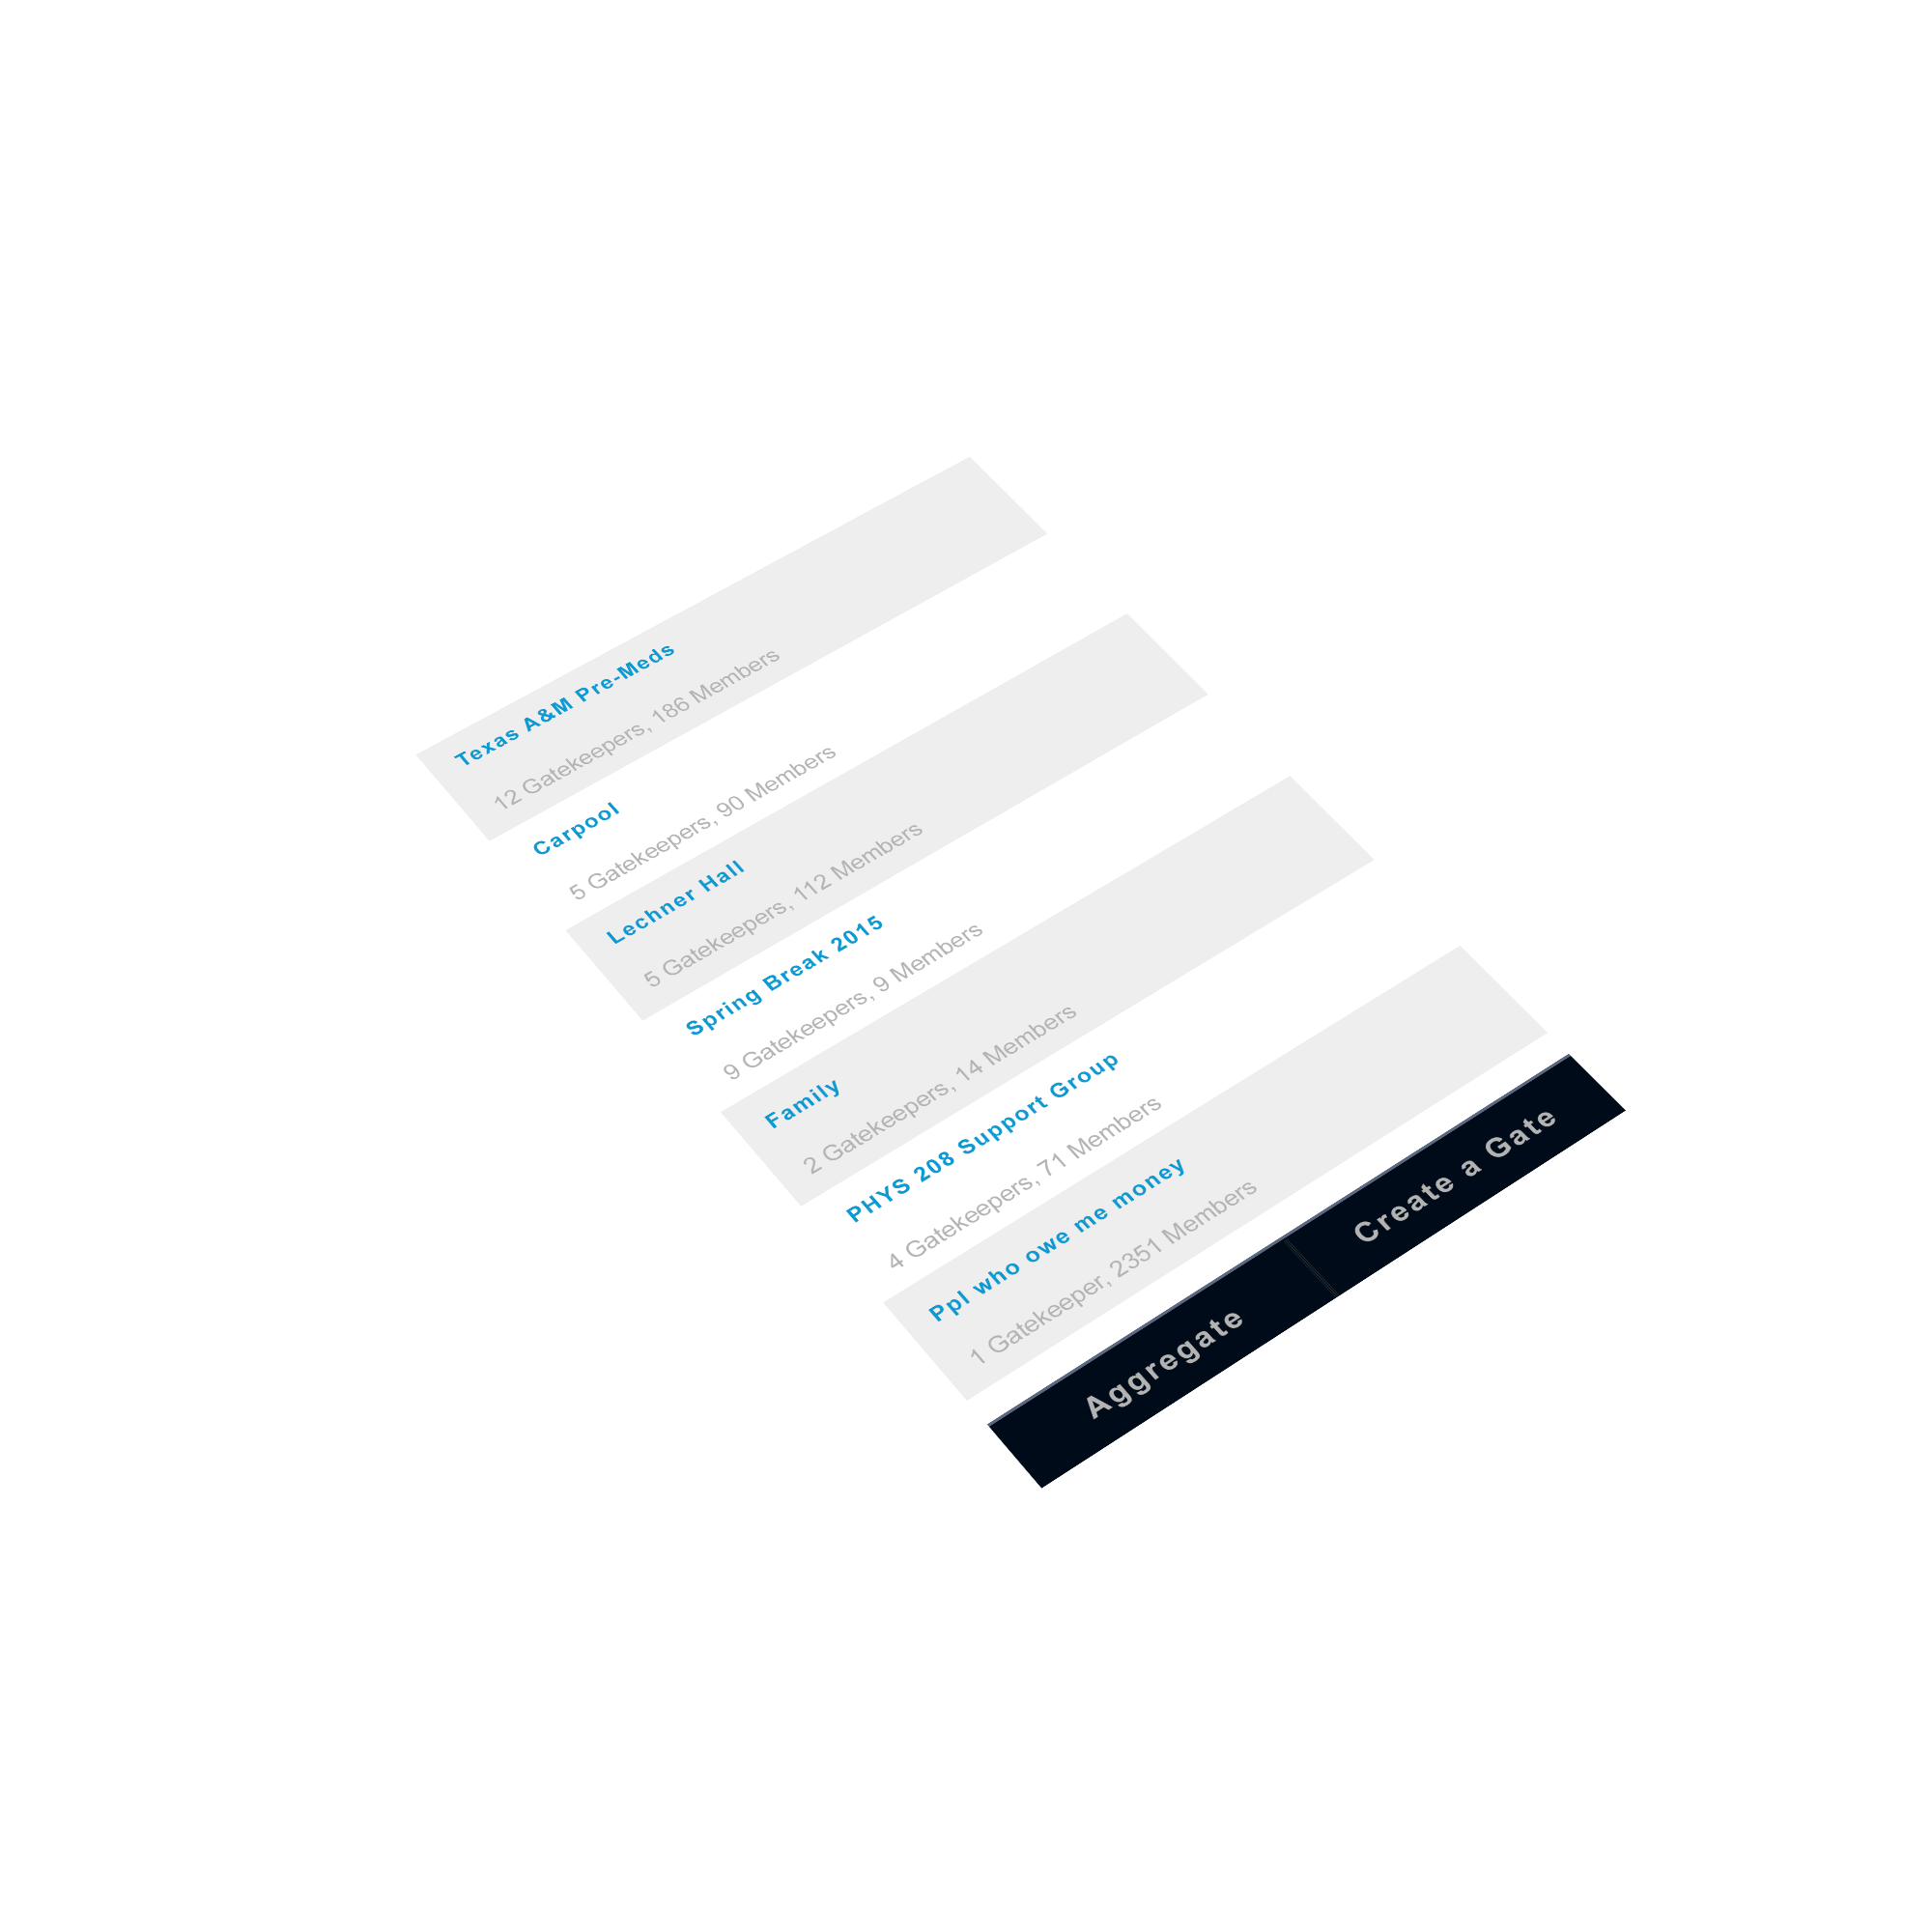 Texas A&M Pre-Meds
12 Gatekeepers, 186 Members
Carpool
5 Gatekeepers, 90 Members
Lechner Hall
5 Gatekeepers, 112 Members
Spring Break 2015
9 Gatekeepers, 9 Members
Family
2 Gatekeepers, 14 Members
PHYS 208 Support Group
4 Gatekeepers, 71 Members
Ppl who owe me money
1 Gatekeeper, 2351 Members
Aggregate
Create a Gate